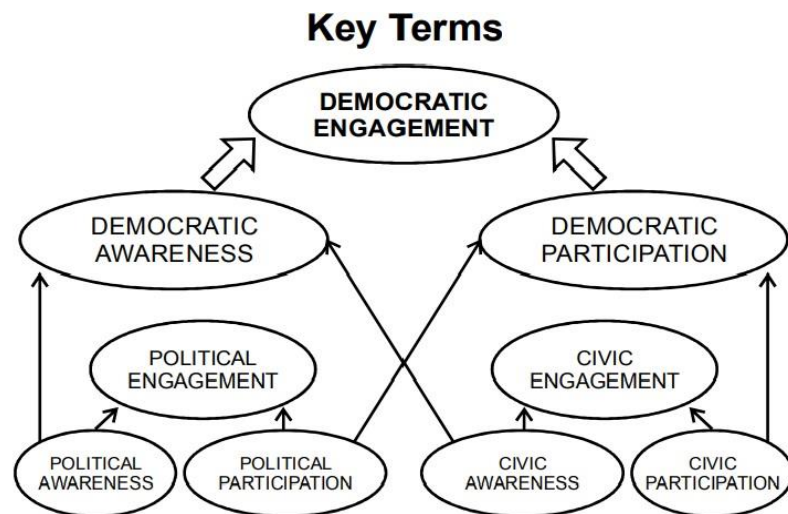 Key Terms
DEMOCRATIC
ENGAGEMENT
DEMOCRATIC
AWARENESS
DEMOCRATIC
PARTICIPATION
POLITICAL
ENGAGEMENT
CIVIC
ENGAGEMENT
POLITICAL
AWARENESS
POLITICAL
PARTICIPATION
CIVIC
AWARENESS
CIVIC
PARTICIPATION